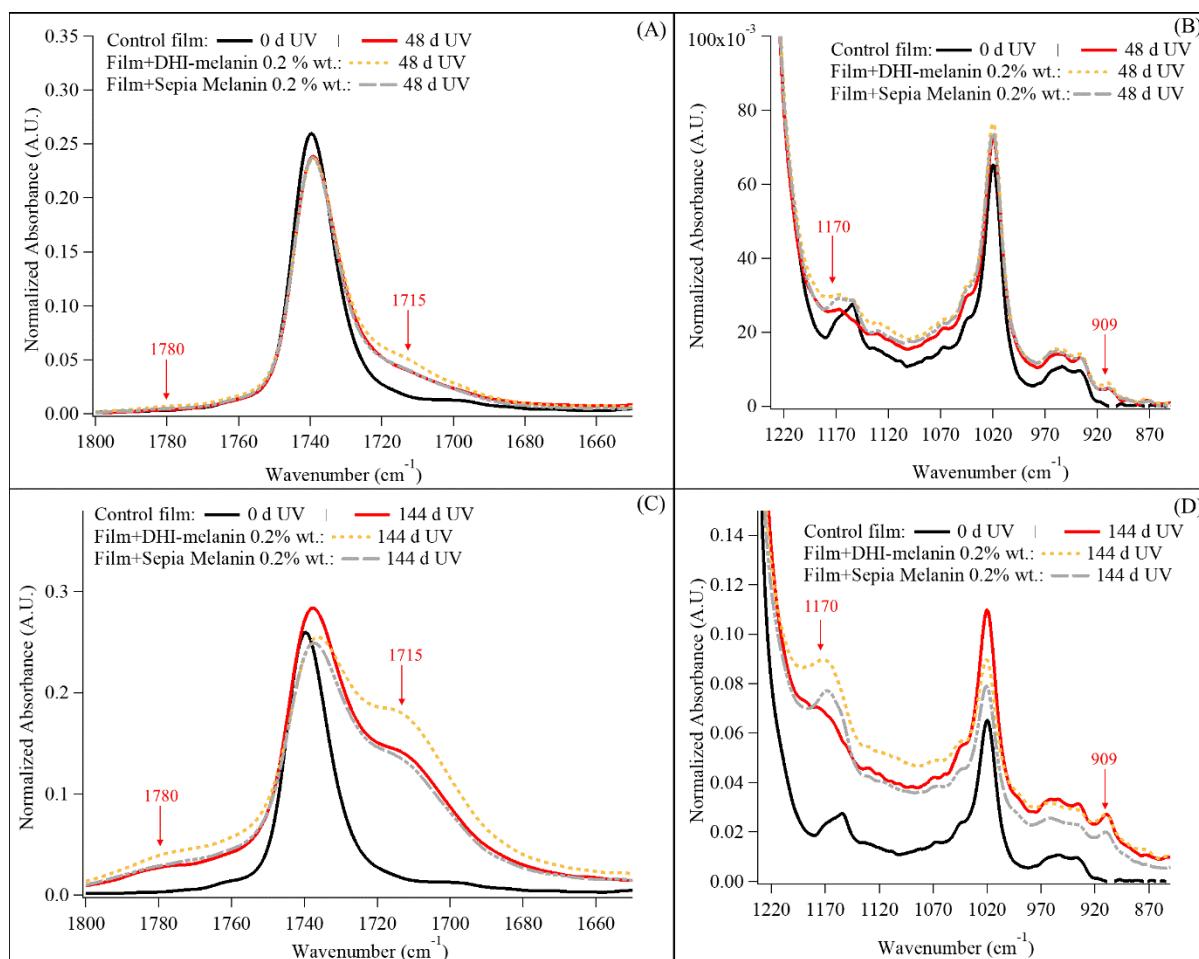 (A)
Control film: 0 d UV | 48 d UV
Film+DHI-melanin 0.2 % wt.: 48 d UV
Film+Sepia Melanin 0.2 % wt.: 48 d UV
0.35
0.30
0.25
0.20
0.15
0.10
0.05
0.00
Normalized Absorbance (A.U.)
1780
1715
1800 1780 1760 1740 1720 1700 1680 1660
Wavenumber (cm-1)
(B)
Control film: 0 d UV | 48 d UV
Film+DHI-melanin 0.2% wt.: 48 d UV
Film+Sepia Melanin 0.2% wt.: 48 d UV
100x10-3
80
60
40
20
0
Normalized Absorbance (A.U.)
1170
909
1220 1170 1120 1070 1020 970 920 870
Wavenumber (cm-1)
(C)
Control film: 0 d UV | 144 d UV
Film+DHI-melanin 0.2% wt.: 144 d UV
Film+Sepia Melanin 0.2% wt.: 144 d UV
0.3
0.2
0.1
0.0
Normalized Absorbance (A.U.)
1780
1715
1800 1780 1760 1740 1720 1700 1680 1660
Wavenumber (cm-1)
(D)
Control film: 0 d UV | 144 d UV
Film+DHI-melanin 0.2% wt.: 144 d UV
Film+Sepia Melanin 0.2% wt.: 144 d UV
0.14
0.12
0.10
0.08
0.06
0.04
0.02
0.00
Normalized Absorbance (A.U.)
1170
909
1220 1170 1120 1070 1020 970 920 870
Wavenumber (cm-1)